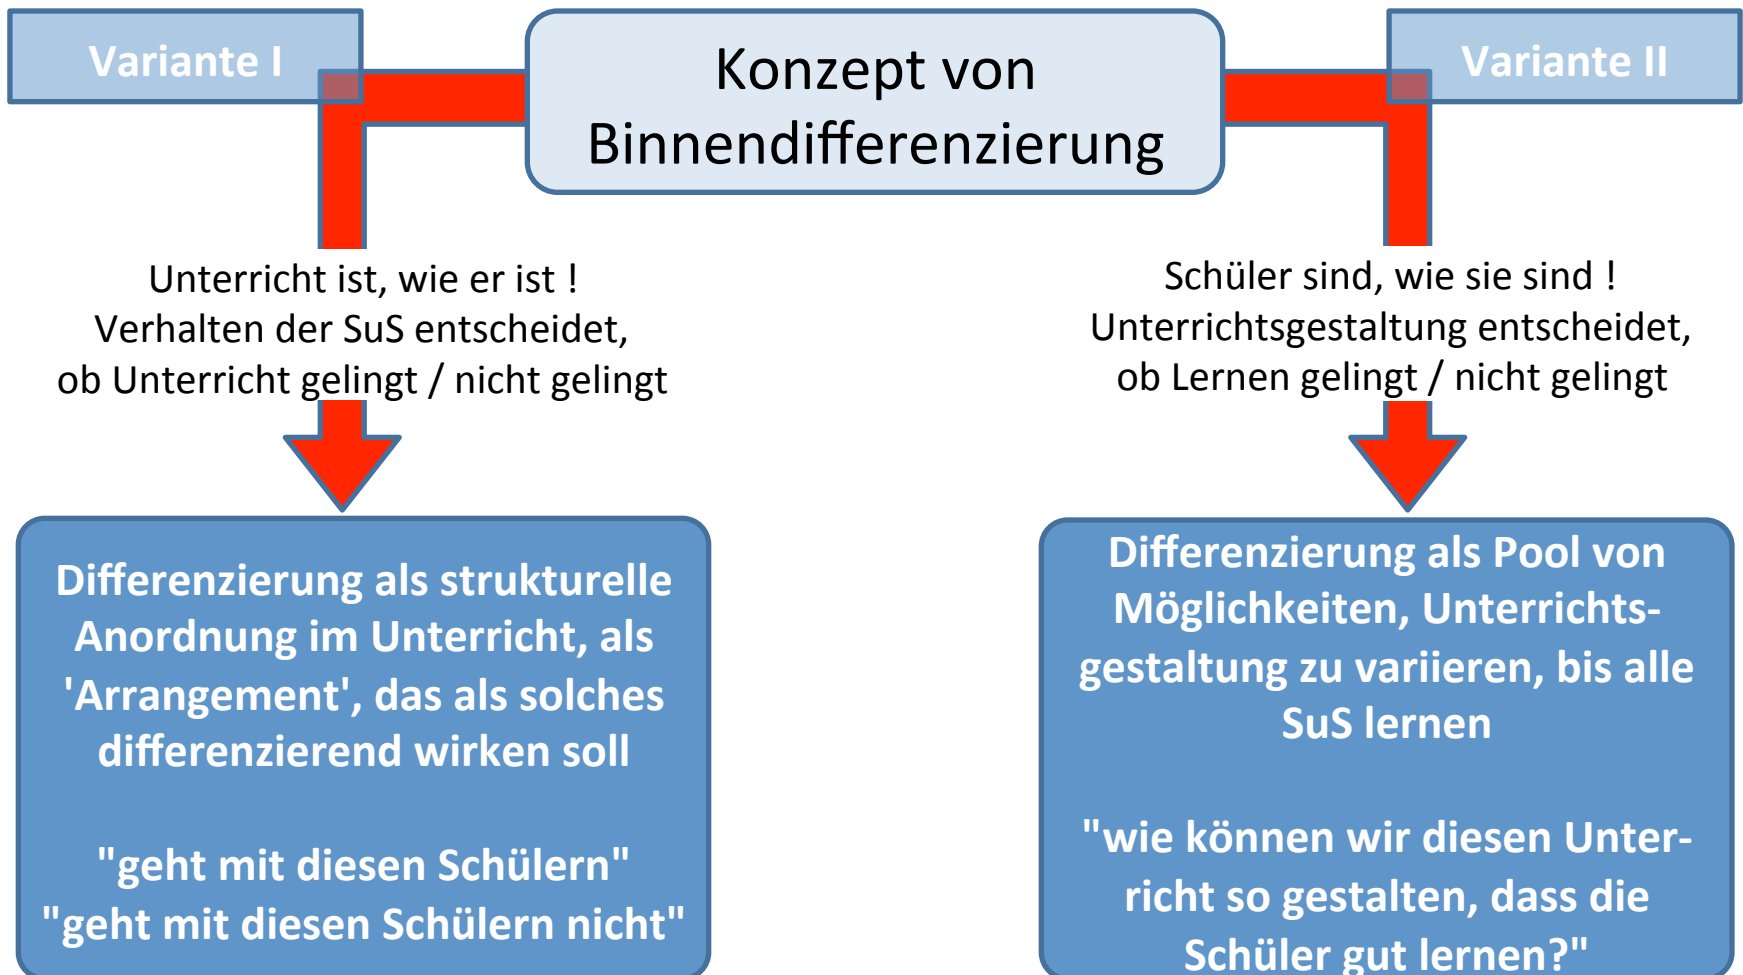 Variante I
Konzept von
Binnendifferenzierung
Variante II
Unterricht ist, wie er ist !
Verhalten der SuS entscheidet,
ob Unterricht gelingt / nicht gelingt
Schüler sind, wie sie sind !
Unterrichtsgestaltung entscheidet,
ob Lernen gelingt / nicht gelingt
Differenzierung als strukturelle
Anordnung im Unterricht, als
'Arrangement', das als solches
differenzierend wirken soll
"geht mit diesen Schülern"
"geht mit diesen Schülern nicht"
Differenzierung als Pool von
Möglichkeiten, Unterrichts-
gestaltung zu variieren, bis alle
SuS lernen
"wie können wir diesen Unter-
richt so gestalten, dass die
Schüler gut lernen?"